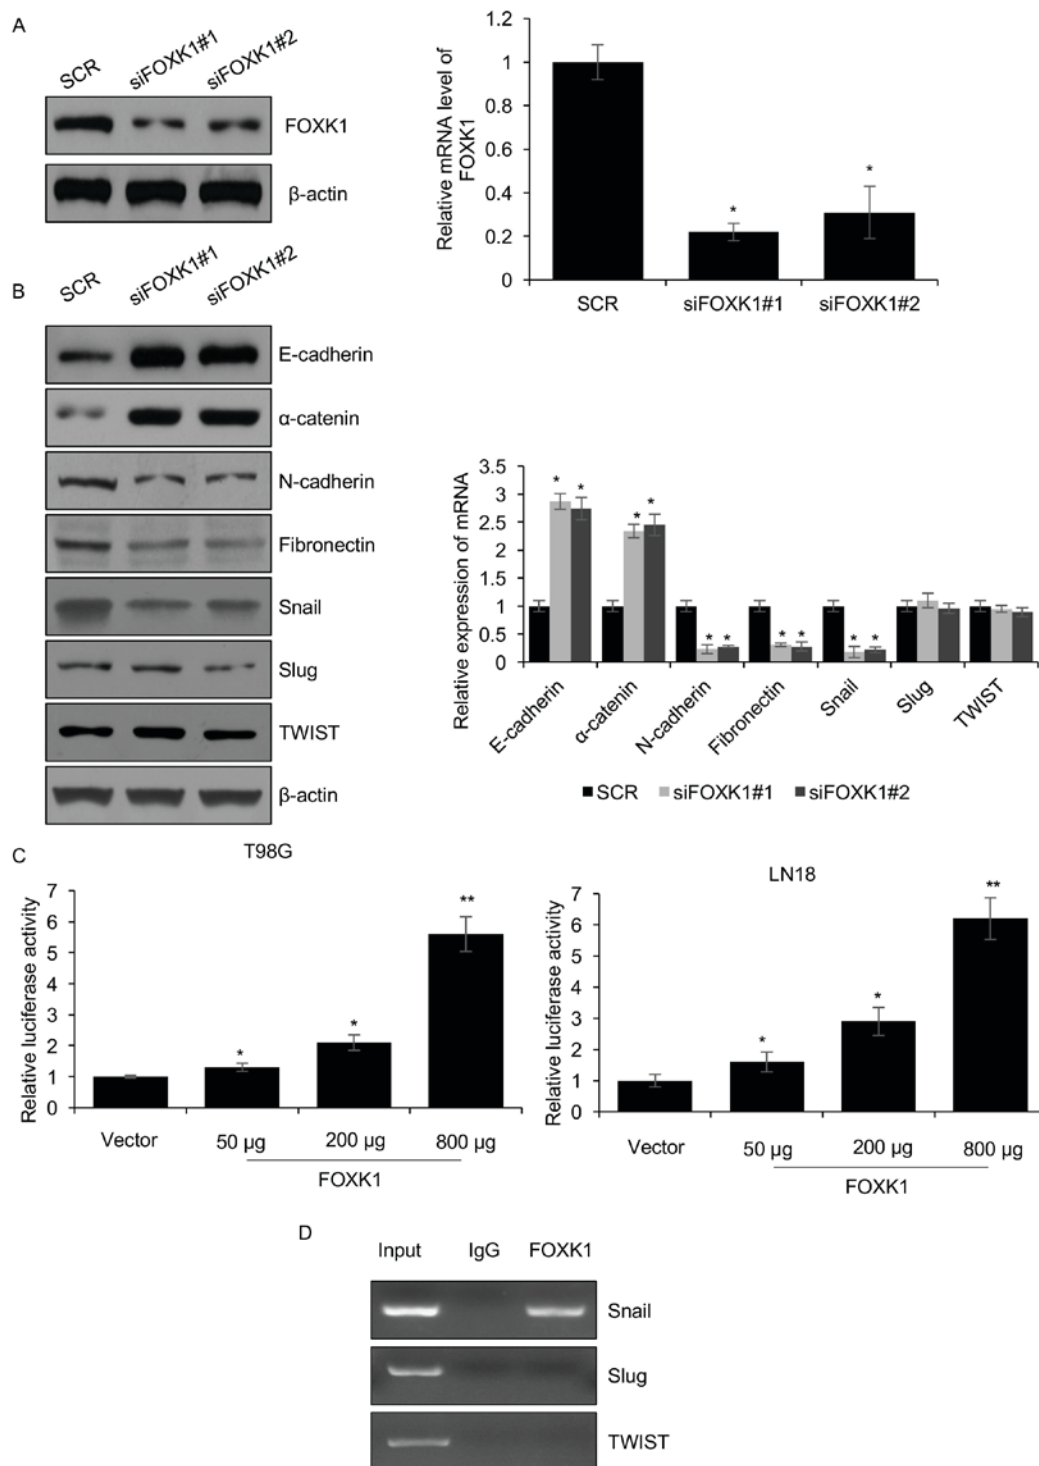 A
SCR
siFOXK1#1
siFOXK1#2
FOXK1
β-actin
Relative mRNA level of
FOXK1
1.2
1
0.8
0.6
0.4
0.2
0
*
*
SCR
siFOXK1#1
siFOXK1#2
B
SCR
siFOXK1#1
siFOXK1#2
E-cadherin
α-catenin
N-cadherin
Fibronectin
Snail
Slug
TWIST
β-actin
Relative expression of mRNA
3.5
3
2.5
2
1.5
1
0.5
0
* *
* *
* *
* *
* *
E-cadherin
α-catenin
N-cadherin
Fibronectin
Snail
Slug
TWIST
SCR siFOXK1#1 siFOXK1#2
C
T98G
Relative luciferase activity
7
6
5
4
3
2
1
0
*
*
**
Vector 50 µg 200 µg 800 µg
FOXK1
LN18
Relative luciferase activity
7
6
5
4
3
2
1
0
*
*
**
Vector 50 µg 200 µg 800 µg
FOXK1
D
Input IgG FOXK1
Snail
Slug
TWIST